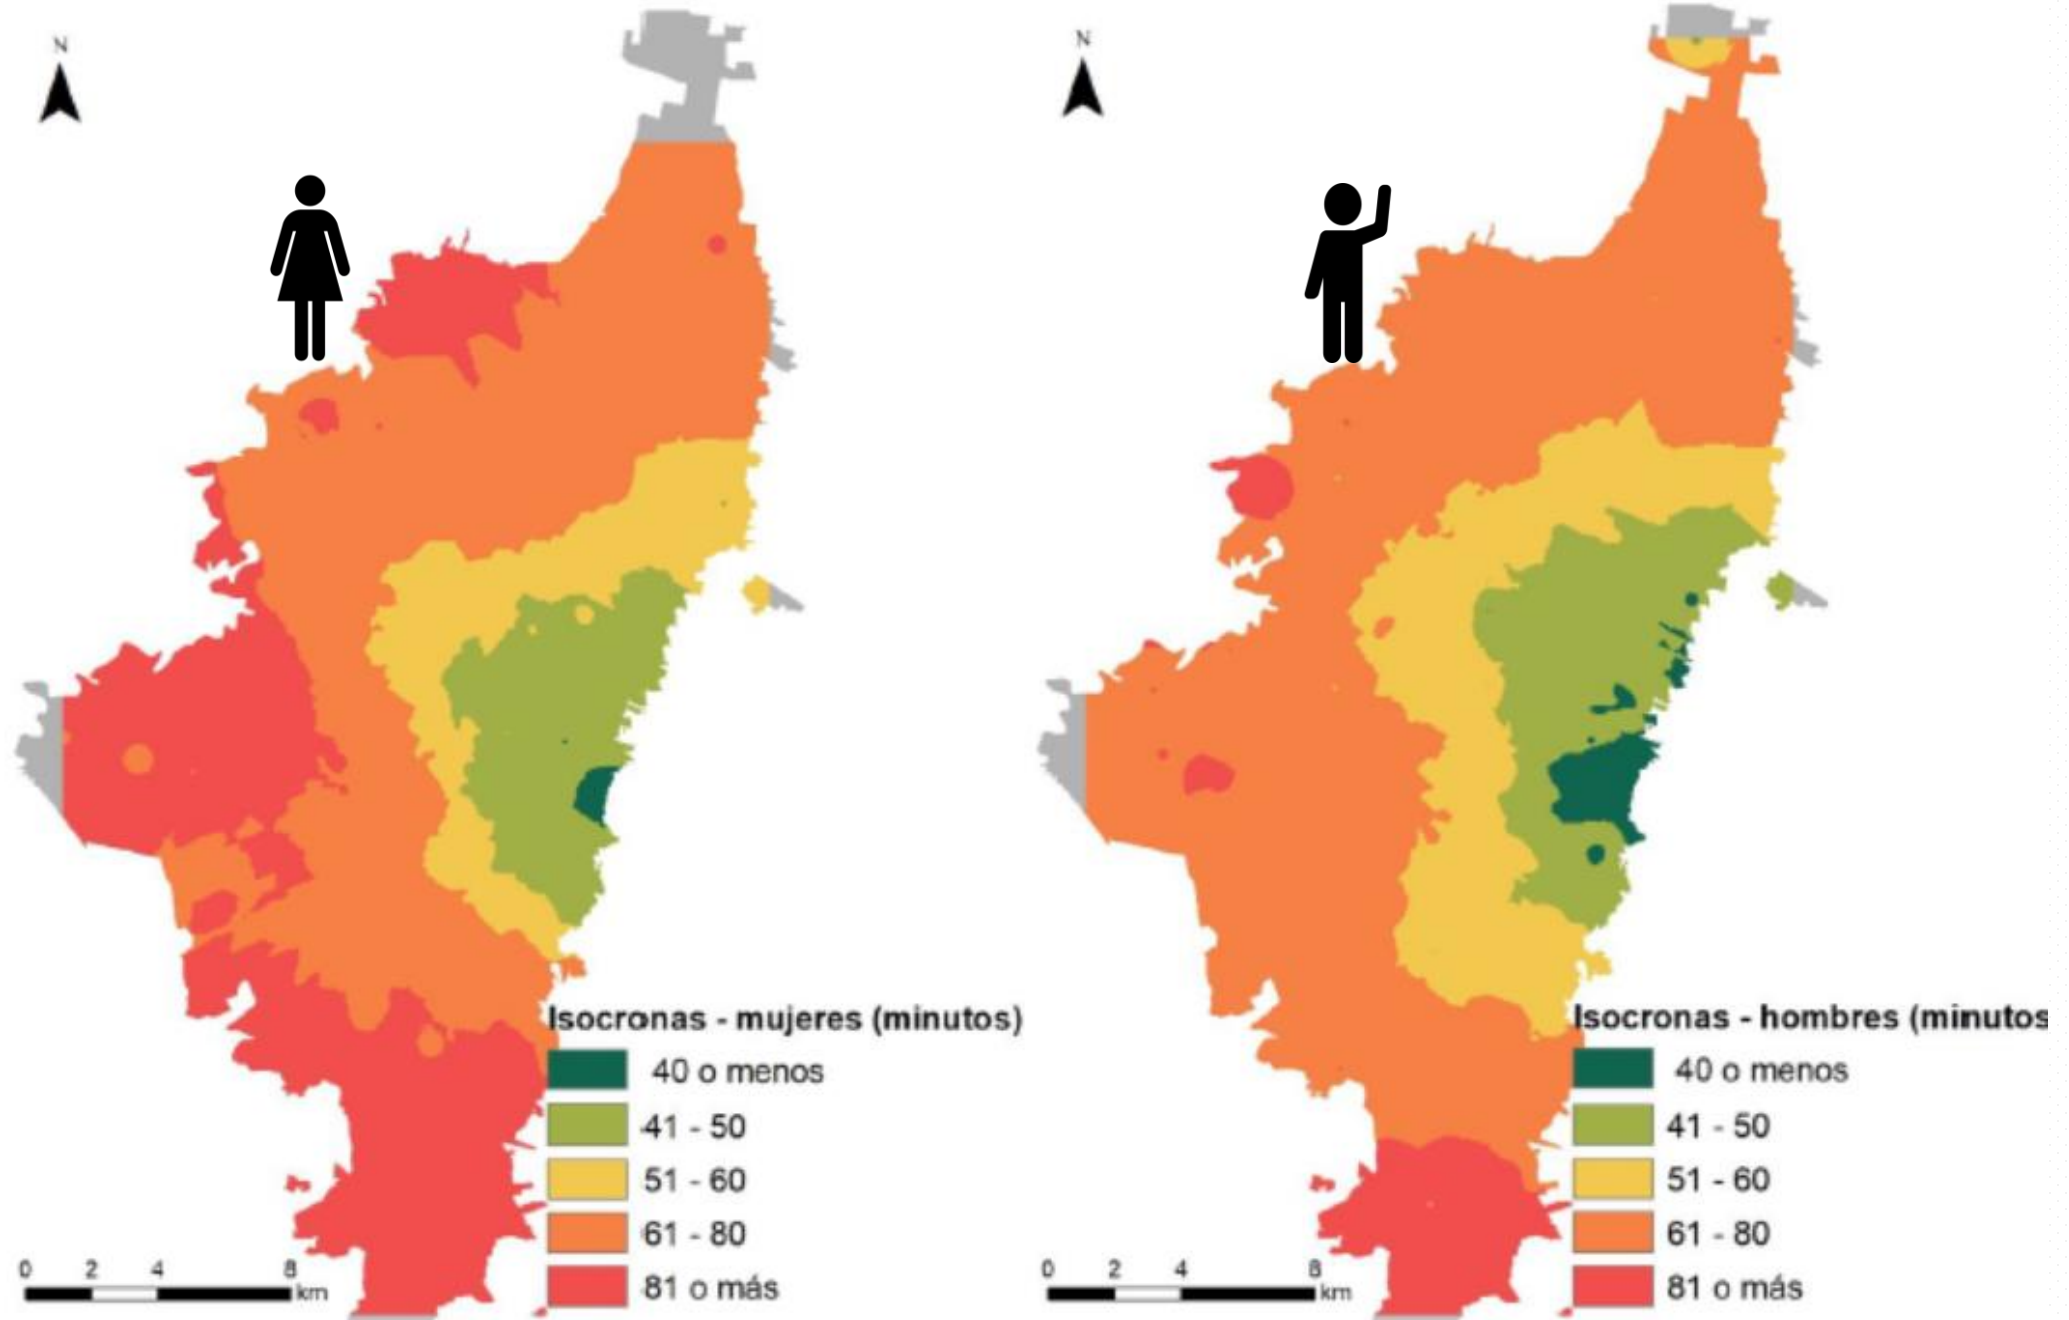 N
Isocronas - mujeres (minutos)
40 o menos
41 - 50
51 - 60
61 - 80
81 o más
0 2 4 8
km
N
Isocronas - hombres (minutos
40 o menos
41 - 50
51 - 60
61 - 80
81 o más
0 2 4 8
km